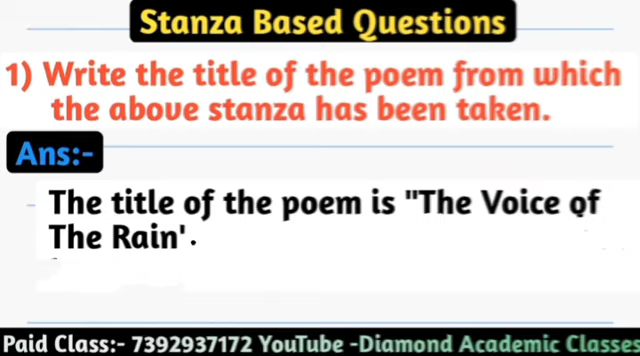 Stanza Based Questions
1) Write the title of the poem from which
the above stanza has been taken.
Ans:-
The title of the poem is "The Voice of
The Rain'.
Paid Class:- 7392937172 YouTube -Diamond Academic Classes